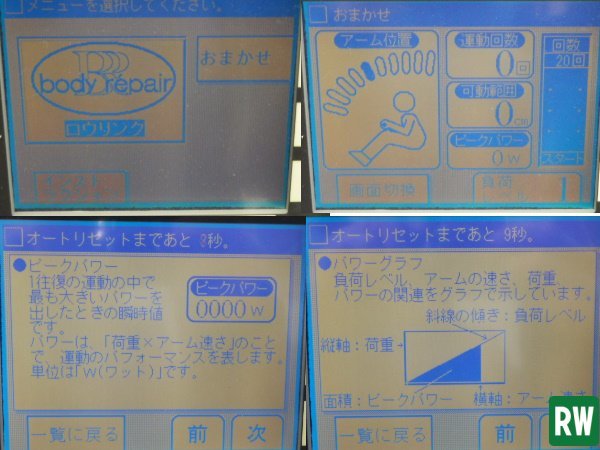 メニューを選択してください。
body repair
ロウリンク
おまかせ
おまかせ
アーム位置
運動回数
0回
可動範囲
0cm
ピークパワー
0W
回数
20回
スタート
画面切換
負荷
1
オートリセットまであと 8秒。
●ピークパワー
1往復の運動の中で
最も大きいパワーを
出したときの瞬時値
です。
パワーは、「荷重×アーム速さ」のこと
で、運動のパフォーマンスを表します。
単位は「W(ワット)」です。
ピークパワー
0000W
一覧に戻る
前
次
オートリセットまであと 9秒。
●パワーグラフ
負荷レベル、アームの速さ、荷重、
パワーの関連をグラフで示しています。
斜線の傾き：負荷レベル
縦軸：荷重
面積：ピークパワー
横軸：アーム速さ
一覧に戻る
前
RW